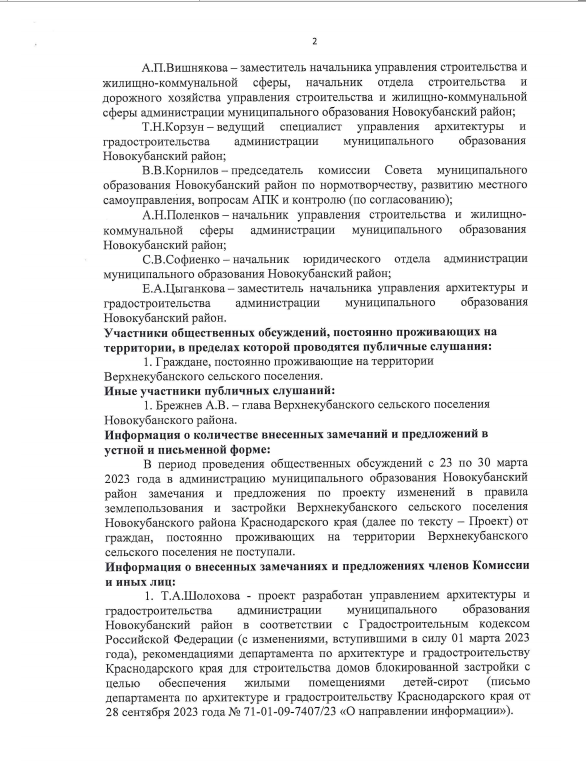 2
А.П.Вишнякова – заместитель начальника управления строительства и
жилищно-коммунальной сферы, начальник отдела строительства и
дорожного хозяйства управления строительства и жилищно-коммунальной
сферы администрации муниципального образования Новокубанский район;
Т.Н.Корзун – ведущий специалист управления архитектуры и
градостроительства администрации муниципального образования
Новокубанский район;
В.В.Корнилов – председатель комиссии Совета муниципального
образования Новокубанский район по нормотворчеству, развитию местного
самоуправления, вопросам АПК и контролю (по согласованию);
А.Н.Поленков – начальник управления строительства и жилищно-
коммунальной сферы администрации муниципального образования
Новокубанский район;
С.В.Софиенко – начальник юридического отдела администрации
муниципального образования Новокубанский район;
Е.А.Цыганкова – заместитель начальника управления архитектуры и
градостроительства администрации муниципального образования
Новокубанский район.
Участники общественных обсуждений, постоянно проживающих на
территории, в пределах которой проводятся публичные слушания:
1. Граждане, постоянно проживающие на территории
Верхнекубанского сельского поселения.
Иные участники публичных слушаний:
1. Брежнев А.В. – глава Верхнекубанского сельского поселения
Новокубанского района.
Информация о количестве внесенных замечаний и предложений в
устной и письменной форме:
В период проведения общественных обсуждений с 23 по 30 марта
2023 года в администрацию муниципального образования Новокубанский
район замечания и предложения по проекту изменений в правила
землепользования и застройки Верхнекубанского сельского поселения
Новокубанского района Краснодарского края (далее по тексту – Проект) от
граждан, постоянно проживающих на территории Верхнекубанского
сельского поселения не поступали.
Информация о внесенных замечаниях и предложениях членов Комиссии
и иных лиц:
1. Т.А.Шолохова - проект разработан управлением архитектуры и
градостроительства администрации муниципального образования
Новокубанский район в соответствии с Градостроительным кодексом
Российской Федерации (с изменениями, вступившими в силу 01 марта 2023
года), рекомендациями департамента по архитектуре и градостроительству
Краснодарского края для строительства домов блокированной застройки с
целью обеспечения жилыми помещениями детей-сирот (письмо
департамента по архитектуре и градостроительству Краснодарского края от
28 сентября 2023 года № 71-01-09-7407/23 «О направлении информации»).